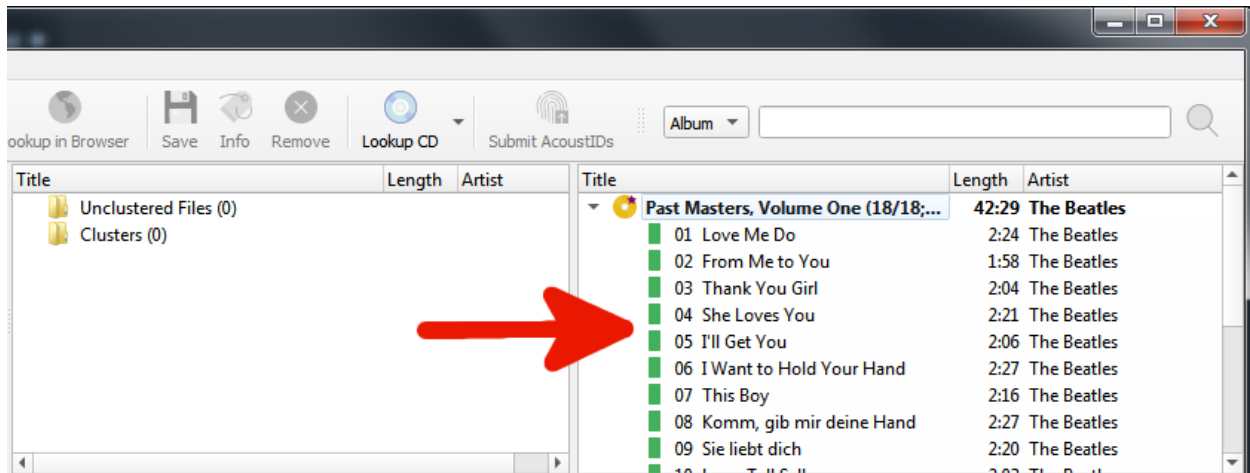 ookup in Browser Save Info Remove Lookup CD Submit AcoustIDs Album
Title Length Artist
Unclustered Files (0)
Clusters (0)
Title Length Artist
Past Masters, Volume One (18/18;... 42:29 The Beatles
01 Love Me Do 2:24 The Beatles
02 From Me to You 1:58 The Beatles
03 Thank You Girl 2:04 The Beatles
04 She Loves You 2:21 The Beatles
05 I'll Get You 2:06 The Beatles
06 I Want to Hold Your Hand 2:27 The Beatles
07 This Boy 2:16 The Beatles
08 Komm, gib mir deine Hand 2:27 The Beatles
09 Sie liebt dich 2:20 The Beatles